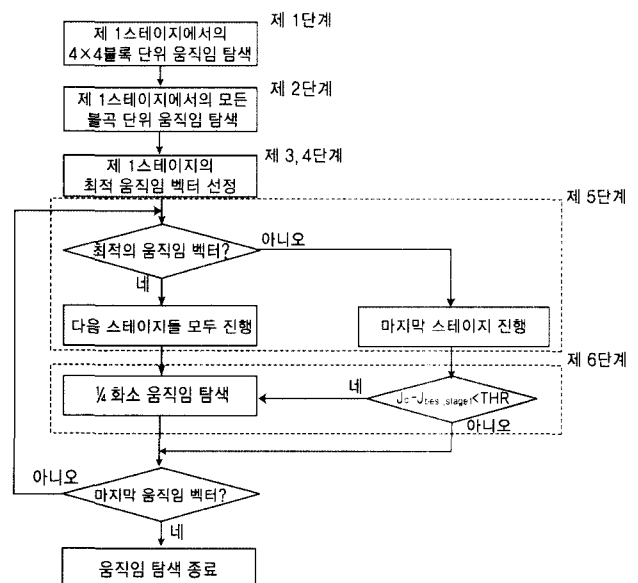 제 1단계
제 1스테이지에서의
4×4블록 단위 움직임 탐색
제 2단계
제 1스테이지에서의 모든
블곡 단위 움직임 탐색
제 3, 4단계
제 1스테이지의
최적 움직임 벡터 선정
제 5단계
최적의 움직임 벡터?
아니오
네
다음 스테이지들 모두 진행
마지막 스테이지 진행
제 6단계
¼ 화소 움직임 탐색
네
<THR
아니오
아니오
마지막 움직임 벡터?
네
움직임 탐색 종료